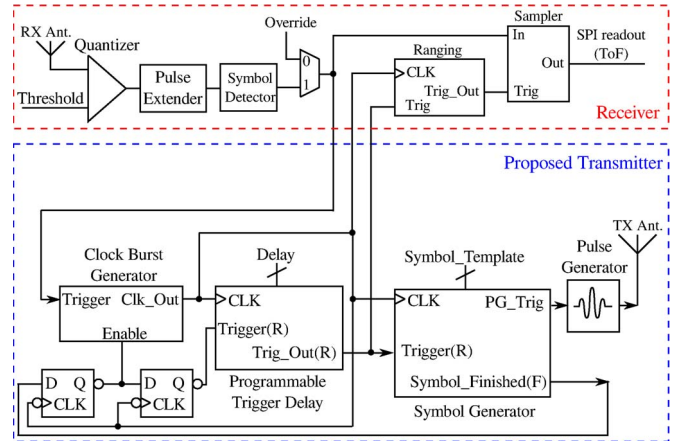 RX Ant.
Quantizer
Threshold
Pulse
Extender
Symbol
Detector
Override
0
1
Ranging
CLK
Trig_Out
Trig
Sampler
In
Out
Trig
SPI readout
(ToF)
Receiver
Proposed Transmitter
Clock Burst
Generator
Trigger
Clk_Out
Enable
D
Q
CLK
D
Q
CLK
Delay
CLK
Trigger(R)
Trig_Out(R)
Programmable
Trigger Delay
Symbol_Template
CLK
PG_Trig
Trigger(R)
Symbol_Finished(F)
Symbol Generator
Pulse
Generator
TX Ant.